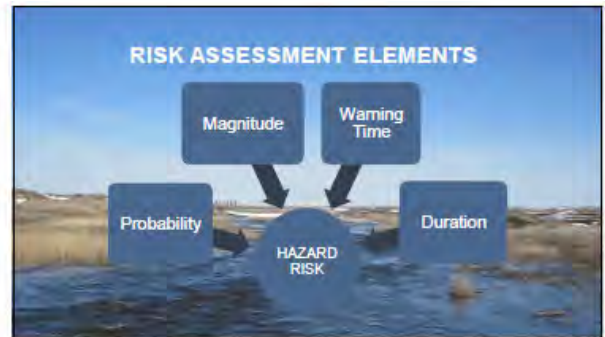 RISK ASSESSMENT ELEMENTS
Magnitude
Warning
Time
Probability
Duration
HAZARD
RISK